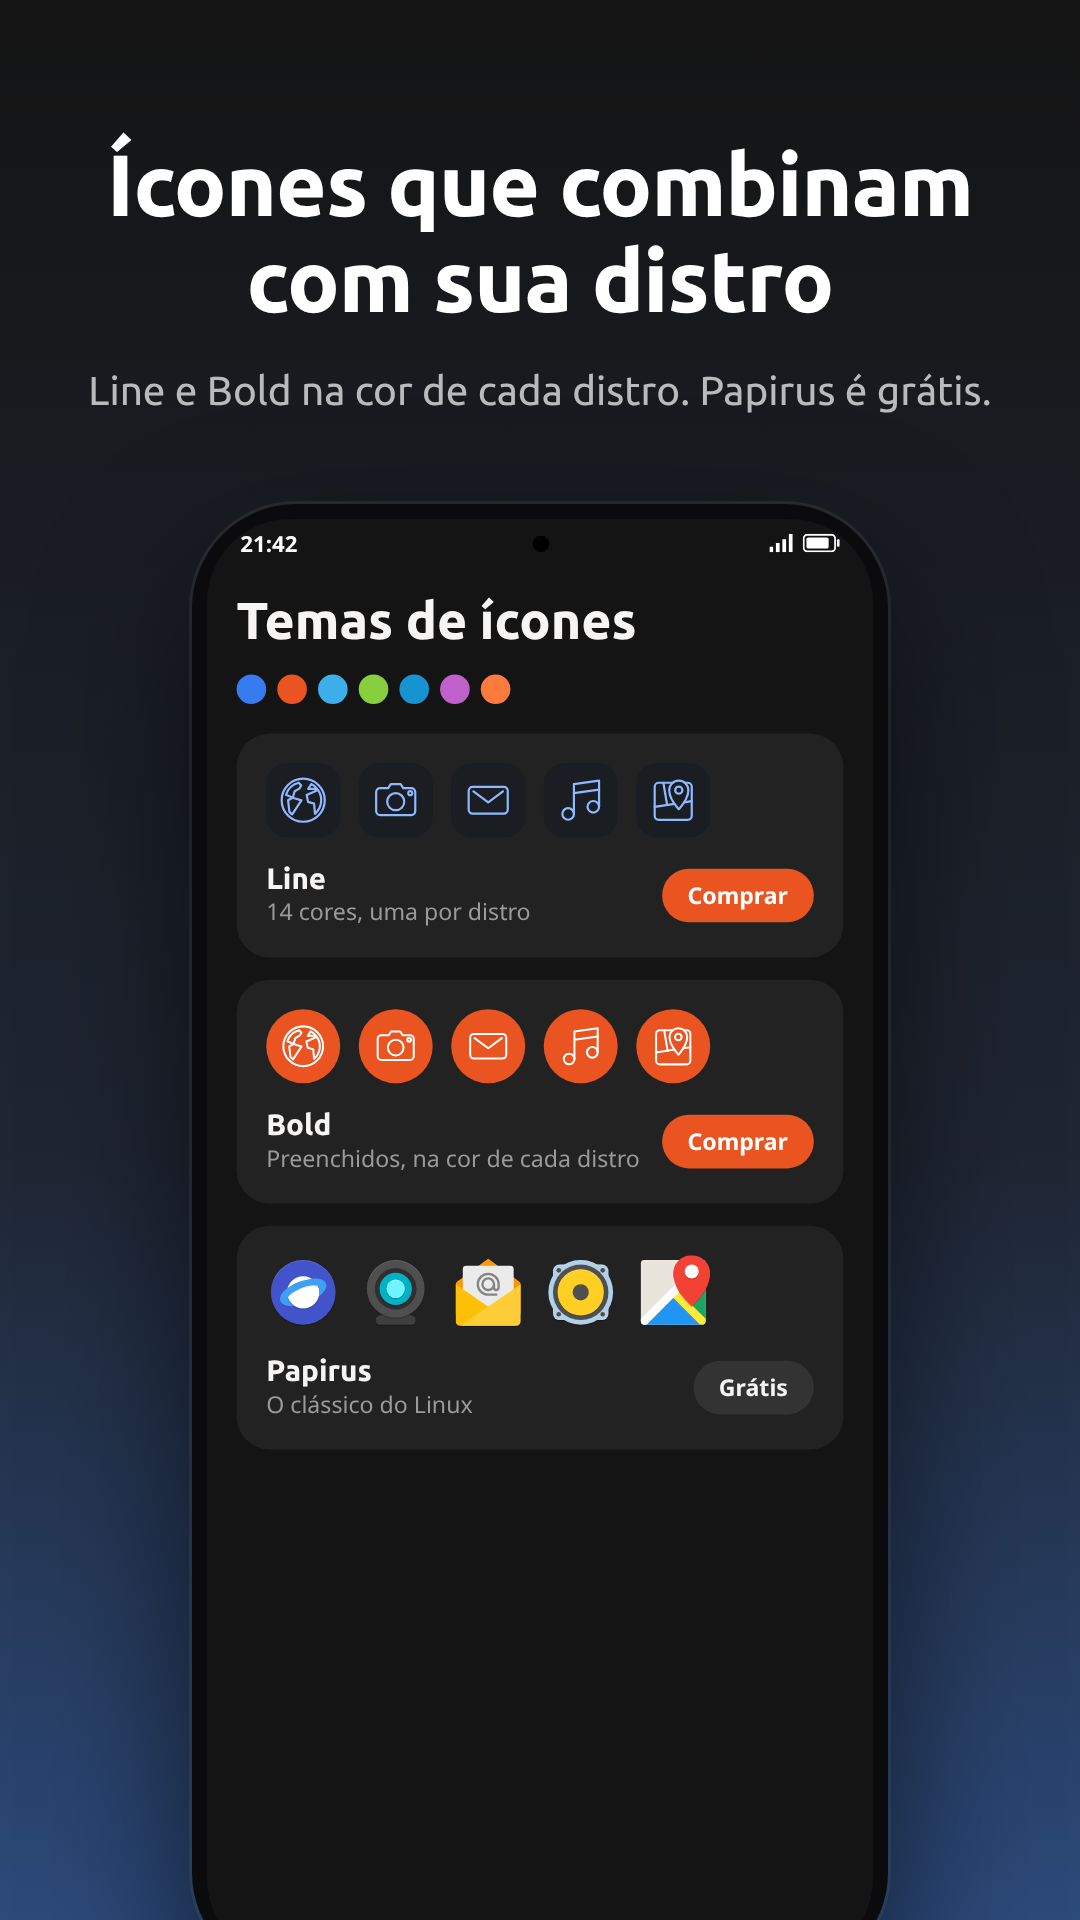 Ícones que combinam
com sua distro
Line e Bold na cor de cada distro. Papirus é grátis.
21:42
Temas de ícones
Line
14 cores, uma por distro
Comprar
Bold
Preenchidos, na cor de cada distro
Comprar
@
Papirus
O clássico do Linux
Grátis